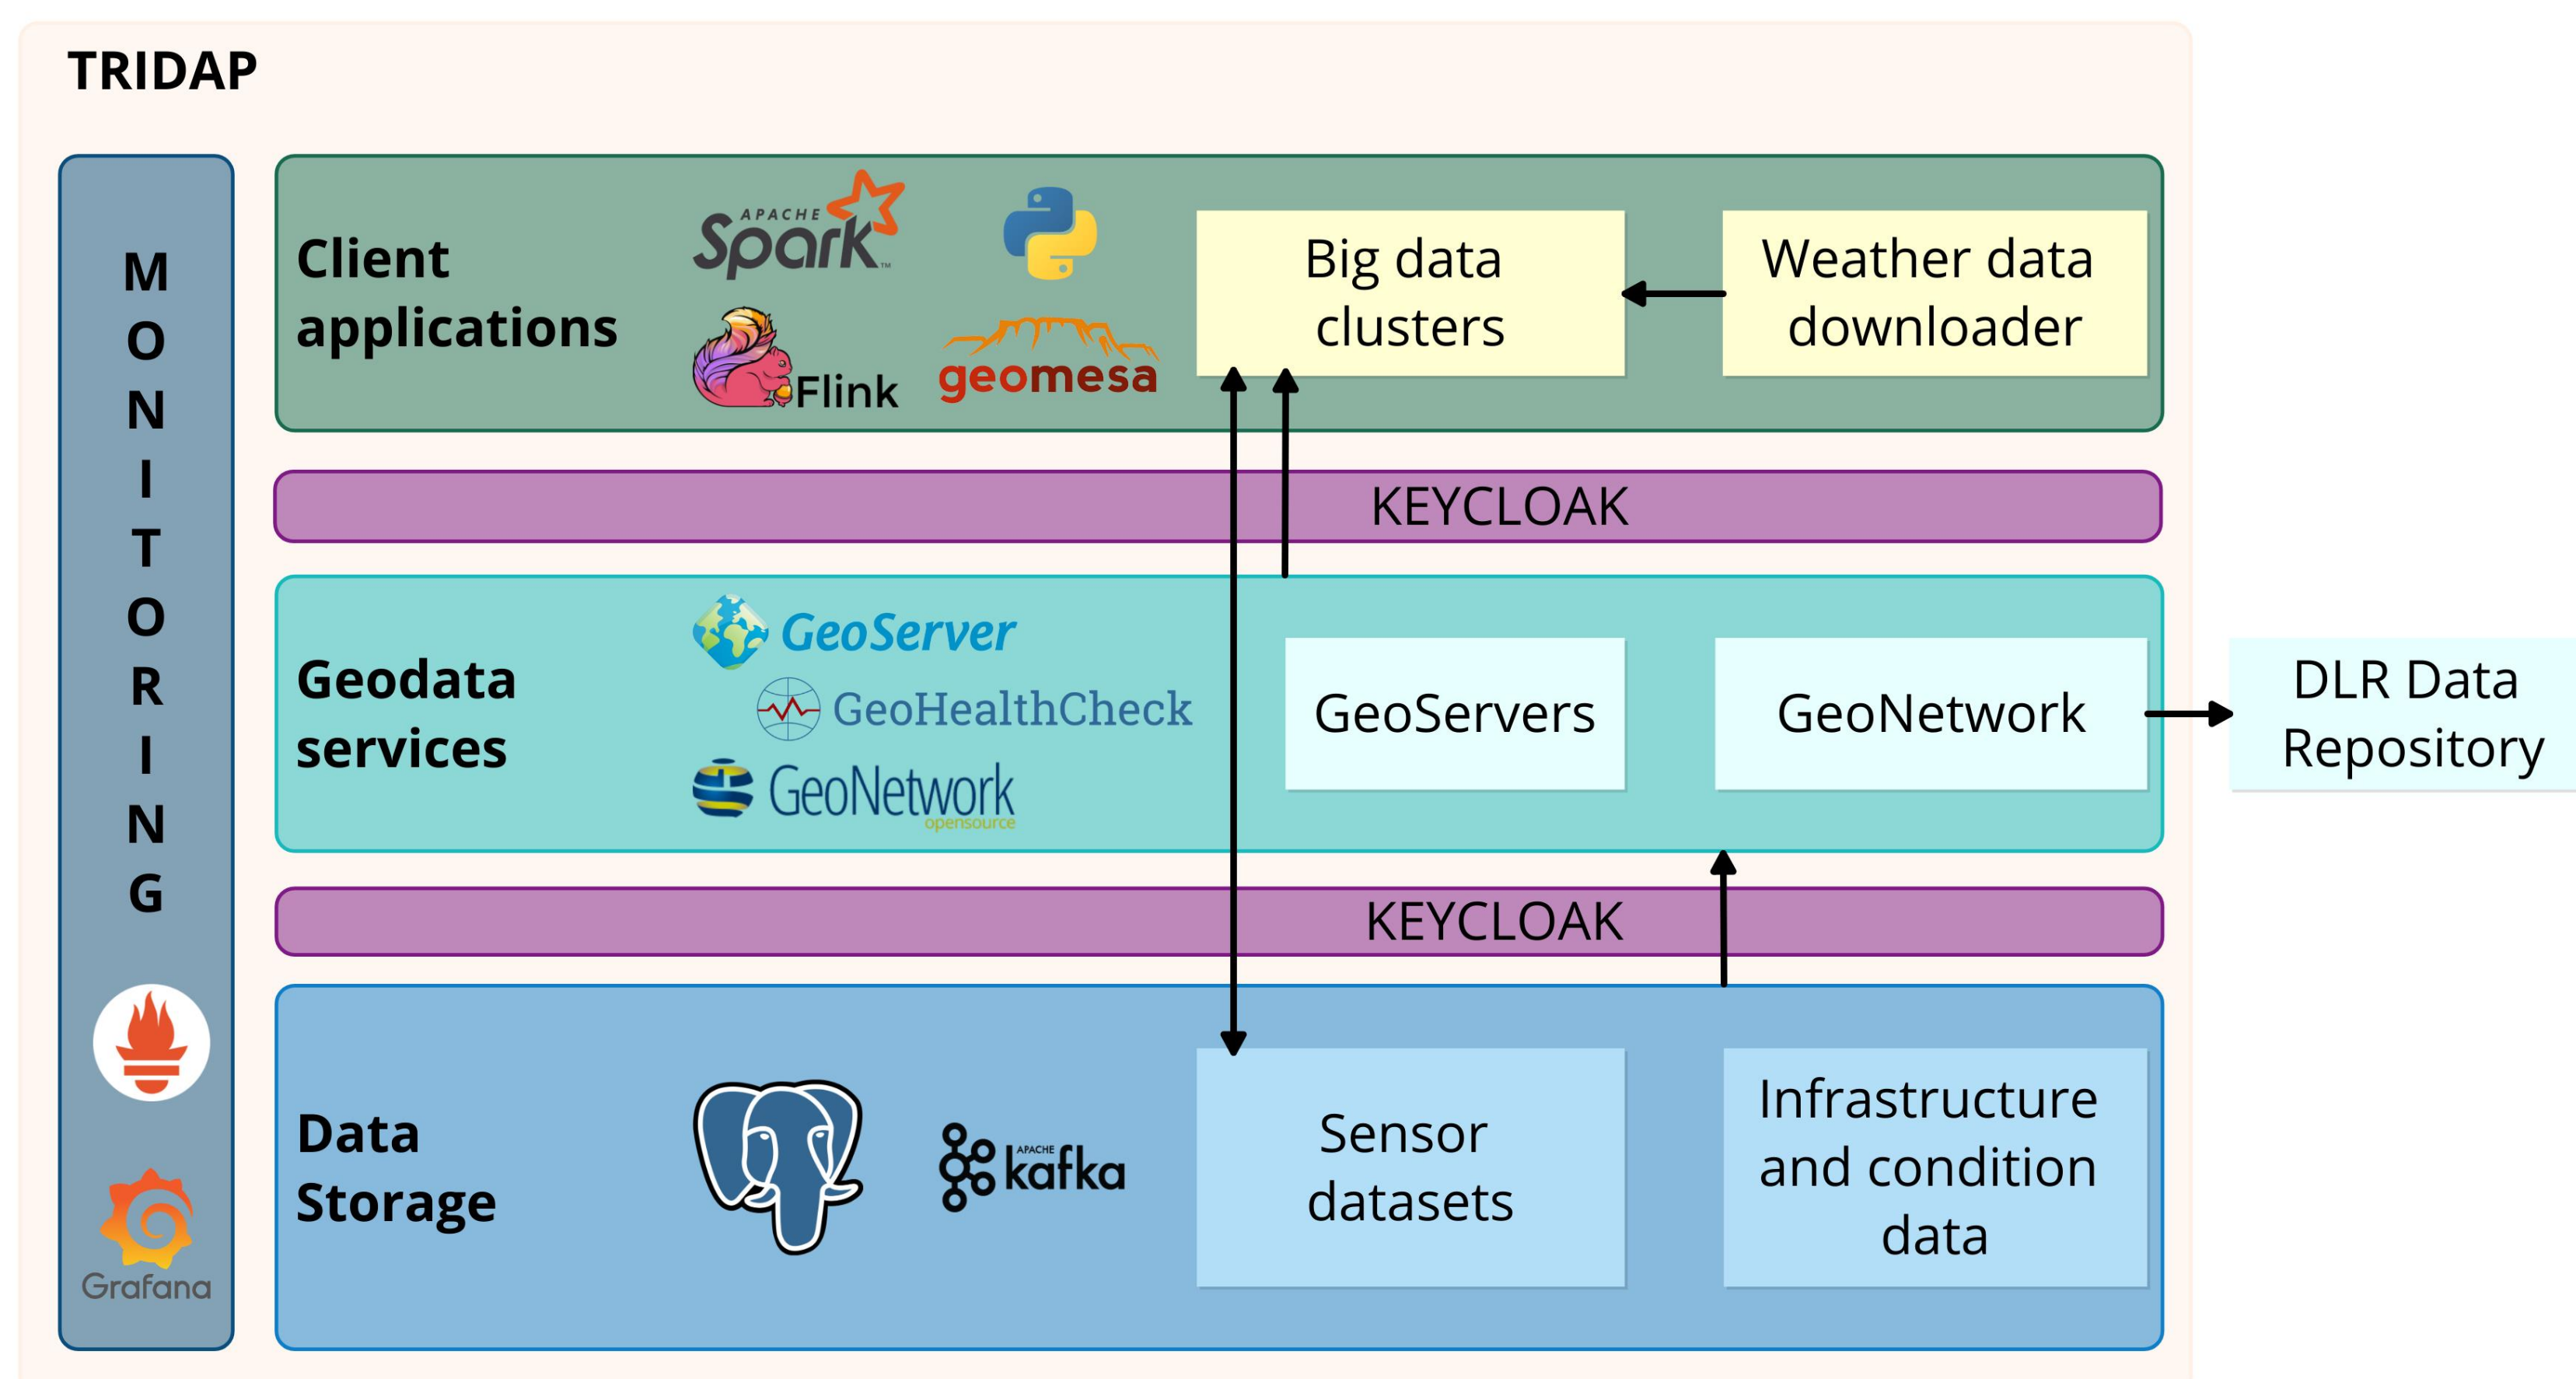 TRIDAP
M
O
N
I
T
O
R
I
N
G
Grafana
Client
applications
APACHE
Spark™
Flink
geomesa
Big data
clusters
Weather data
downloader
KEYCLOAK
Geodata
services
GeoServer
GeoHealthCheck
GeoNetwork
opensource
GeoServers
GeoNetwork
DLR Data
Repository
KEYCLOAK
Data
Storage
APACHE
kafka
Sensor
datasets
Infrastructure
and condition
data